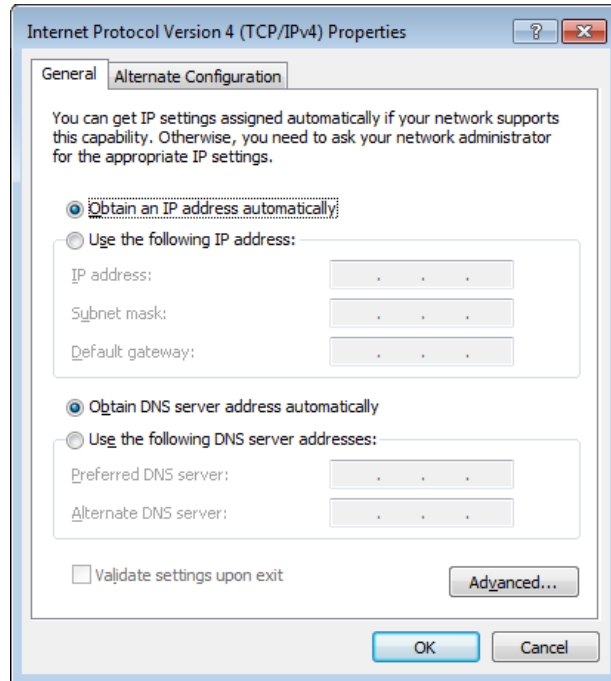 Internet Protocol Version 4 (TCP/IPv4) Properties
General
Alternate Configuration
You can get IP settings assigned automatically if your network supports
this capability. Otherwise, you need to ask your network administrator
for the appropriate IP settings.
Obtain an IP address automatically
Use the following IP address:
IP address:
. . .
Subnet mask:
. . .
Default gateway:
. . .
Obtain DNS server address automatically
Use the following DNS server addresses:
Preferred DNS server:
. . .
Alternate DNS server:
. . .
Validate settings upon exit
Advanced...
OK
Cancel